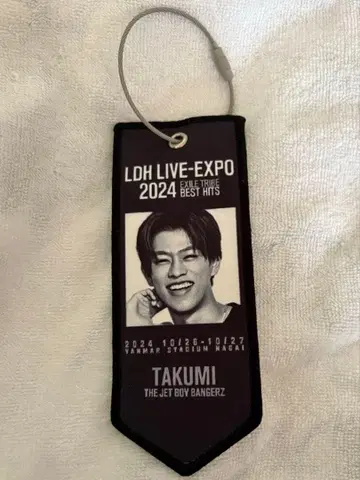 LDH LIVE-EXPO
2024 EXILE TRIBE
BEST HITS
2024 10/26-10/27
YANMAR STADIUM NAGAI
TAKUMI
THE JET BOY BANGERZ